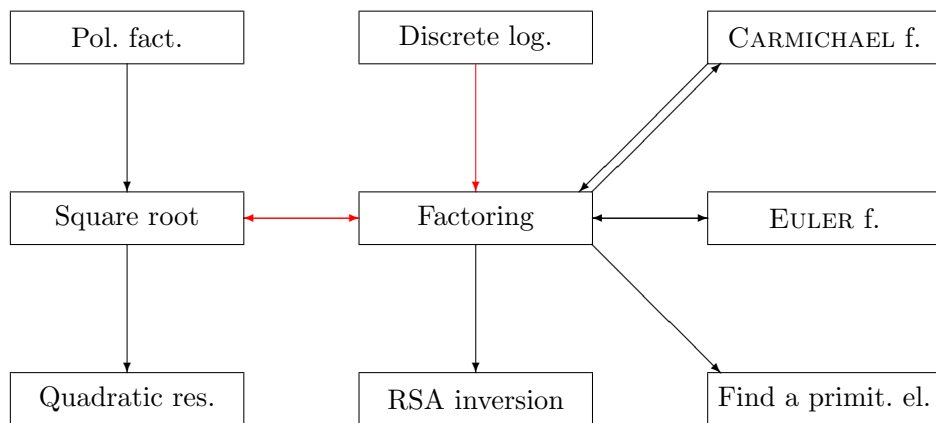 Pol. fact.
Discrete log.
CARMICHAEL f.
Square root
Factoring
EULER f.
Quadratic res.
RSA inversion
Find a primit. el.